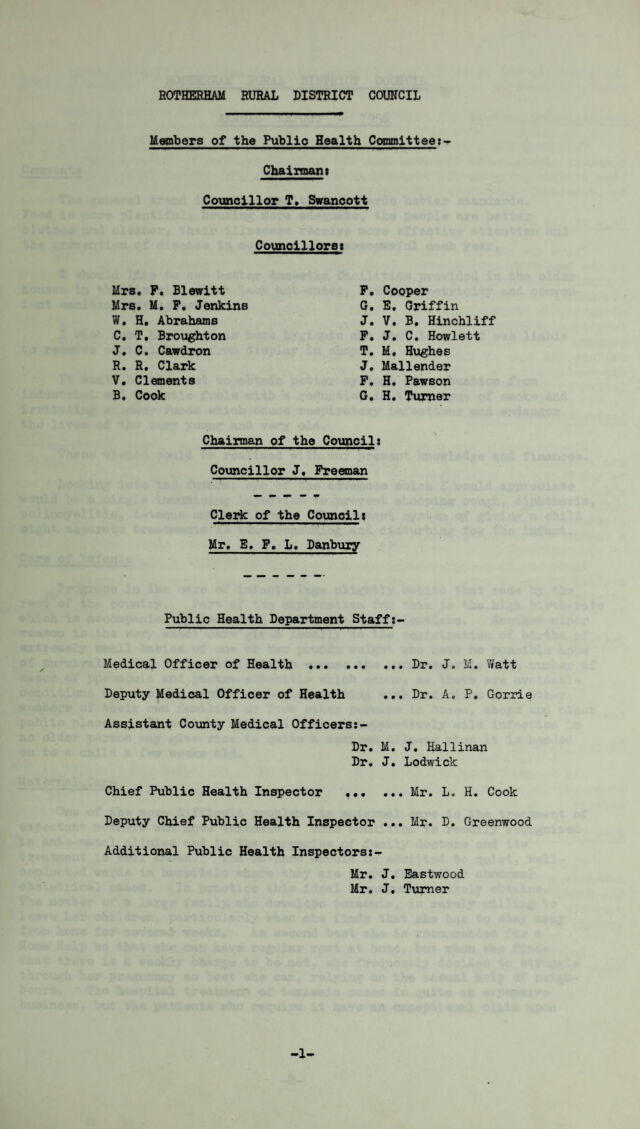 ROTHERHAM RURAL DISTRICT COUNCIL
Members of the Public Health Committee:-
Chairman:
Councillor T. Swancott
Councillors:
Mrs. F. Blewitt
Mrs. M. F. Jenkins
W. H. Abrahams
C. T. Broughton
J. C. Cawdron
R. R. Clark
V. Clements
B. Cook
F. Cooper
G. E. Griffin
J. V. B. Hinchliff
F. J. C. Howlett
T. M. Hughes
J. Mallender
F. H. Pawson
G. H. Turner
Chairman of the Council:
Councillor J. Freeman
- - - - -
Clerk of the Council:
Mr. E. F. L. Danbury
- - - - - -
Public Health Department Staff:-
Medical Officer of Health ... ... ... Dr. J. M. Watt
Deputy Medical Officer of Health ... Dr. A. P. Gorrie
Assistant County Medical Officers:-
Dr. M. J. Hallinan
Dr. J. Lodwick
Chief Public Health Inspector ... ... Mr. L. H. Cook
Deputy Chief Public Health Inspector ... Mr. D. Greenwood
Additional Public Health Inspectors:-
Mr. J. Eastwood
Mr. J. Turner
-1-